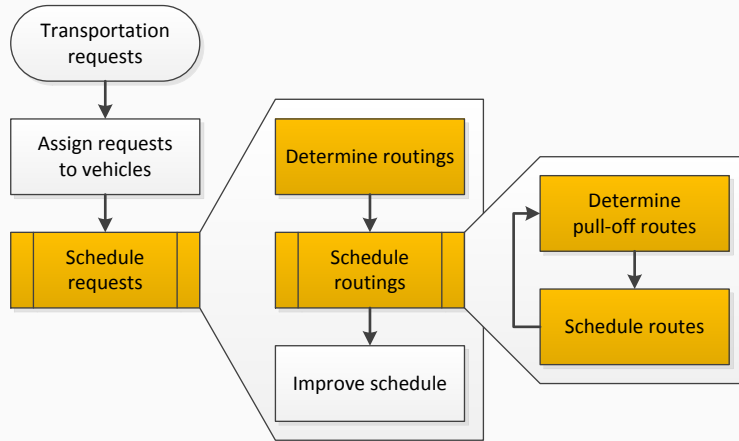 Transportation
requests
Assign requests
to vehicles
Schedule
requests
Determine routings
Schedule
routings
Improve schedule
Determine
pull-off routes
Schedule routes